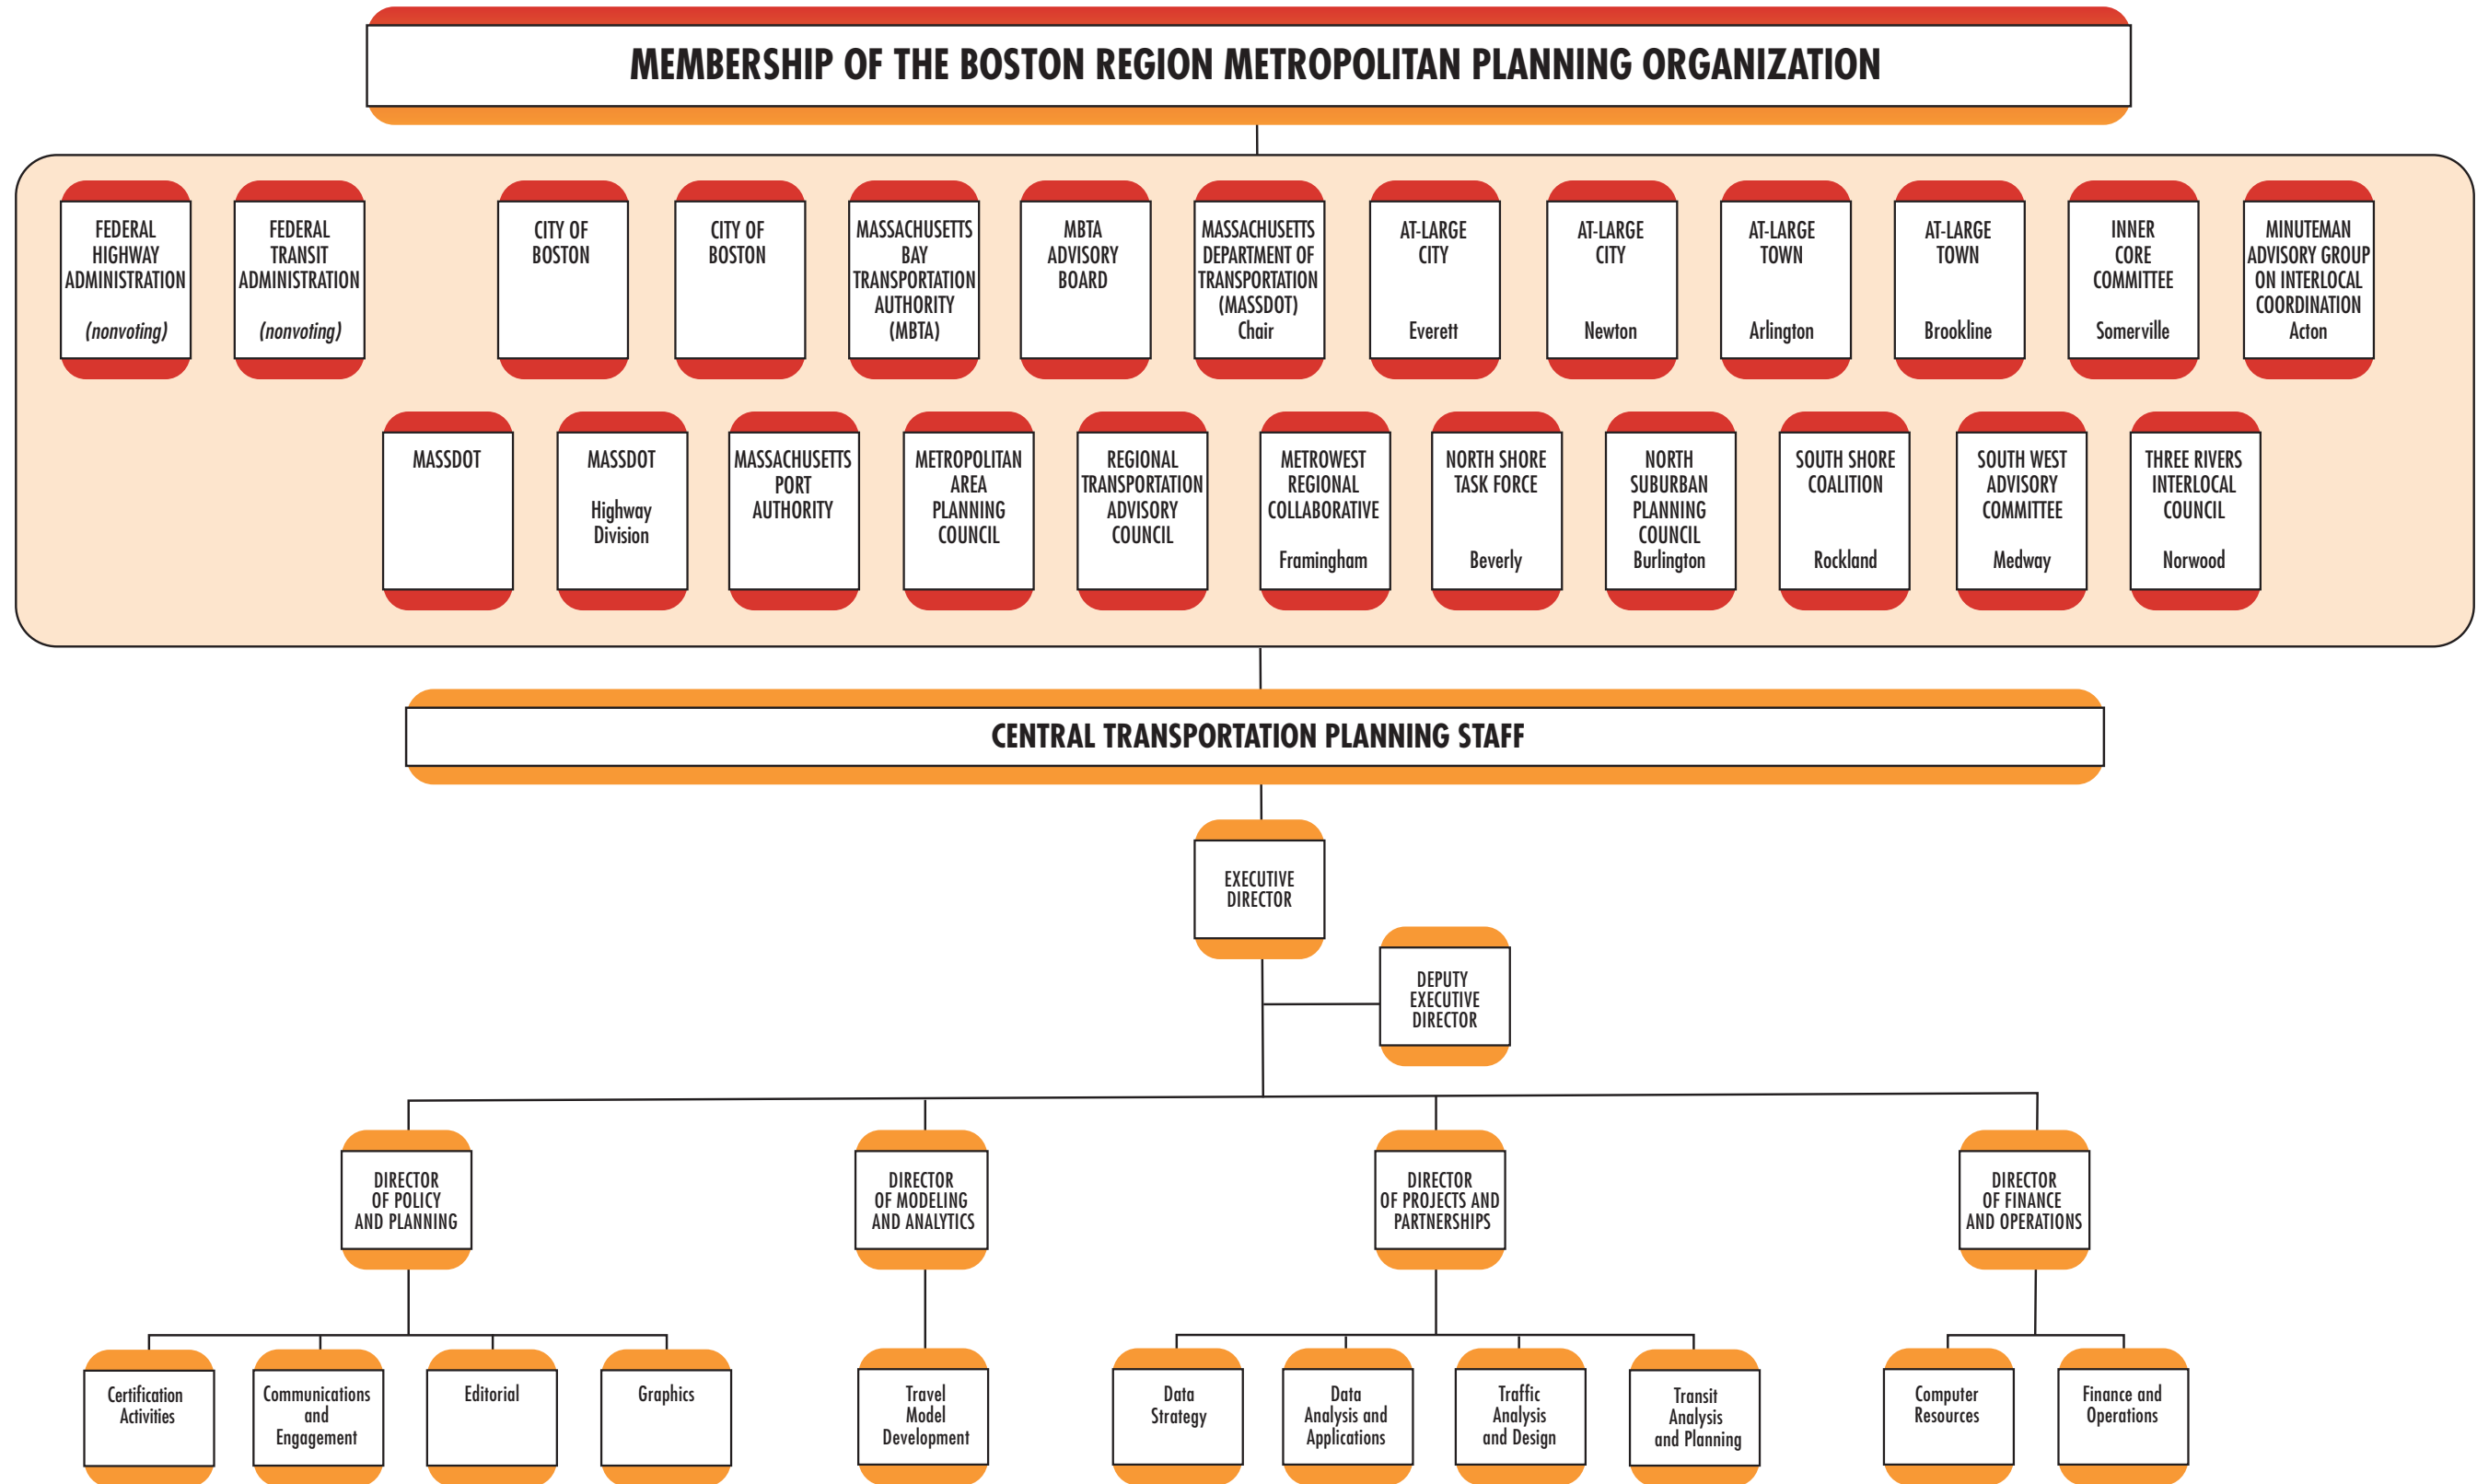 MEMBERSHIP OF THE BOSTON REGION METROPOLITAN PLANNING ORGANIZATION
FEDERAL
HIGHWAY
ADMINISTRATION
(nonvoting)
FEDERAL
TRANSIT
ADMINISTRATION
(nonvoting)
CITY OF
BOSTON
CITY OF
BOSTON
MASSACHUSETTS
BAY
TRANSPORTATION
AUTHORITY
(MBTA)
MBTA
ADVISORY
BOARD
MASSACHUSETTS
DEPARTMENT OF
TRANSPORTATION
(MASSDOT)
Chair
AT-LARGE
CITY
Everett
AT-LARGE
CITY
Newton
AT-LARGE
TOWN
Arlington
AT-LARGE
TOWN
Brookline
INNER
CORE
COMMITTEE
Somerville
MINUTEMAN
ADVISORY GROUP
ON INTERLOCAL
COORDINATION
Acton
MASSDOT
MASSDOT
Highway
Division
MASSACHUSETTS
PORT
AUTHORITY
METROPOLITAN
AREA
PLANNING
COUNCIL
REGIONAL
TRANSPORTATION
ADVISORY
COUNCIL
METROWEST
REGIONAL
COLLABORATIVE
Framingham
NORTH SHORE
TASK FORCE
Beverly
NORTH
SUBURBAN
PLANNING
COUNCIL
Burlington
SOUTH SHORE
COALITION
Rockland
SOUTH WEST
ADVISORY
COMMITTEE
Medway
THREE RIVERS
INTERLOCAL
COUNCIL
Norwood
CENTRAL TRANSPORTATION PLANNING STAFF
EXECUTIVE
DIRECTOR
DEPUTY
EXECUTIVE
DIRECTOR
DIRECTOR
OF POLICY
AND PLANNING
DIRECTOR
OF MODELING
AND ANALYTICS
DIRECTOR
OF PROJECTS AND
PARTNERSHIPS
DIRECTOR
OF FINANCE
AND OPERATIONS
Certification
Activities
Communications
and
Engagement
Editorial
Graphics
Travel
Model
Development
Data
Strategy
Data
Analysis and
Applications
Traffic
Analysis
and Design
Transit
Analysis
and Planning
Computer
Resources
Finance and
Operations